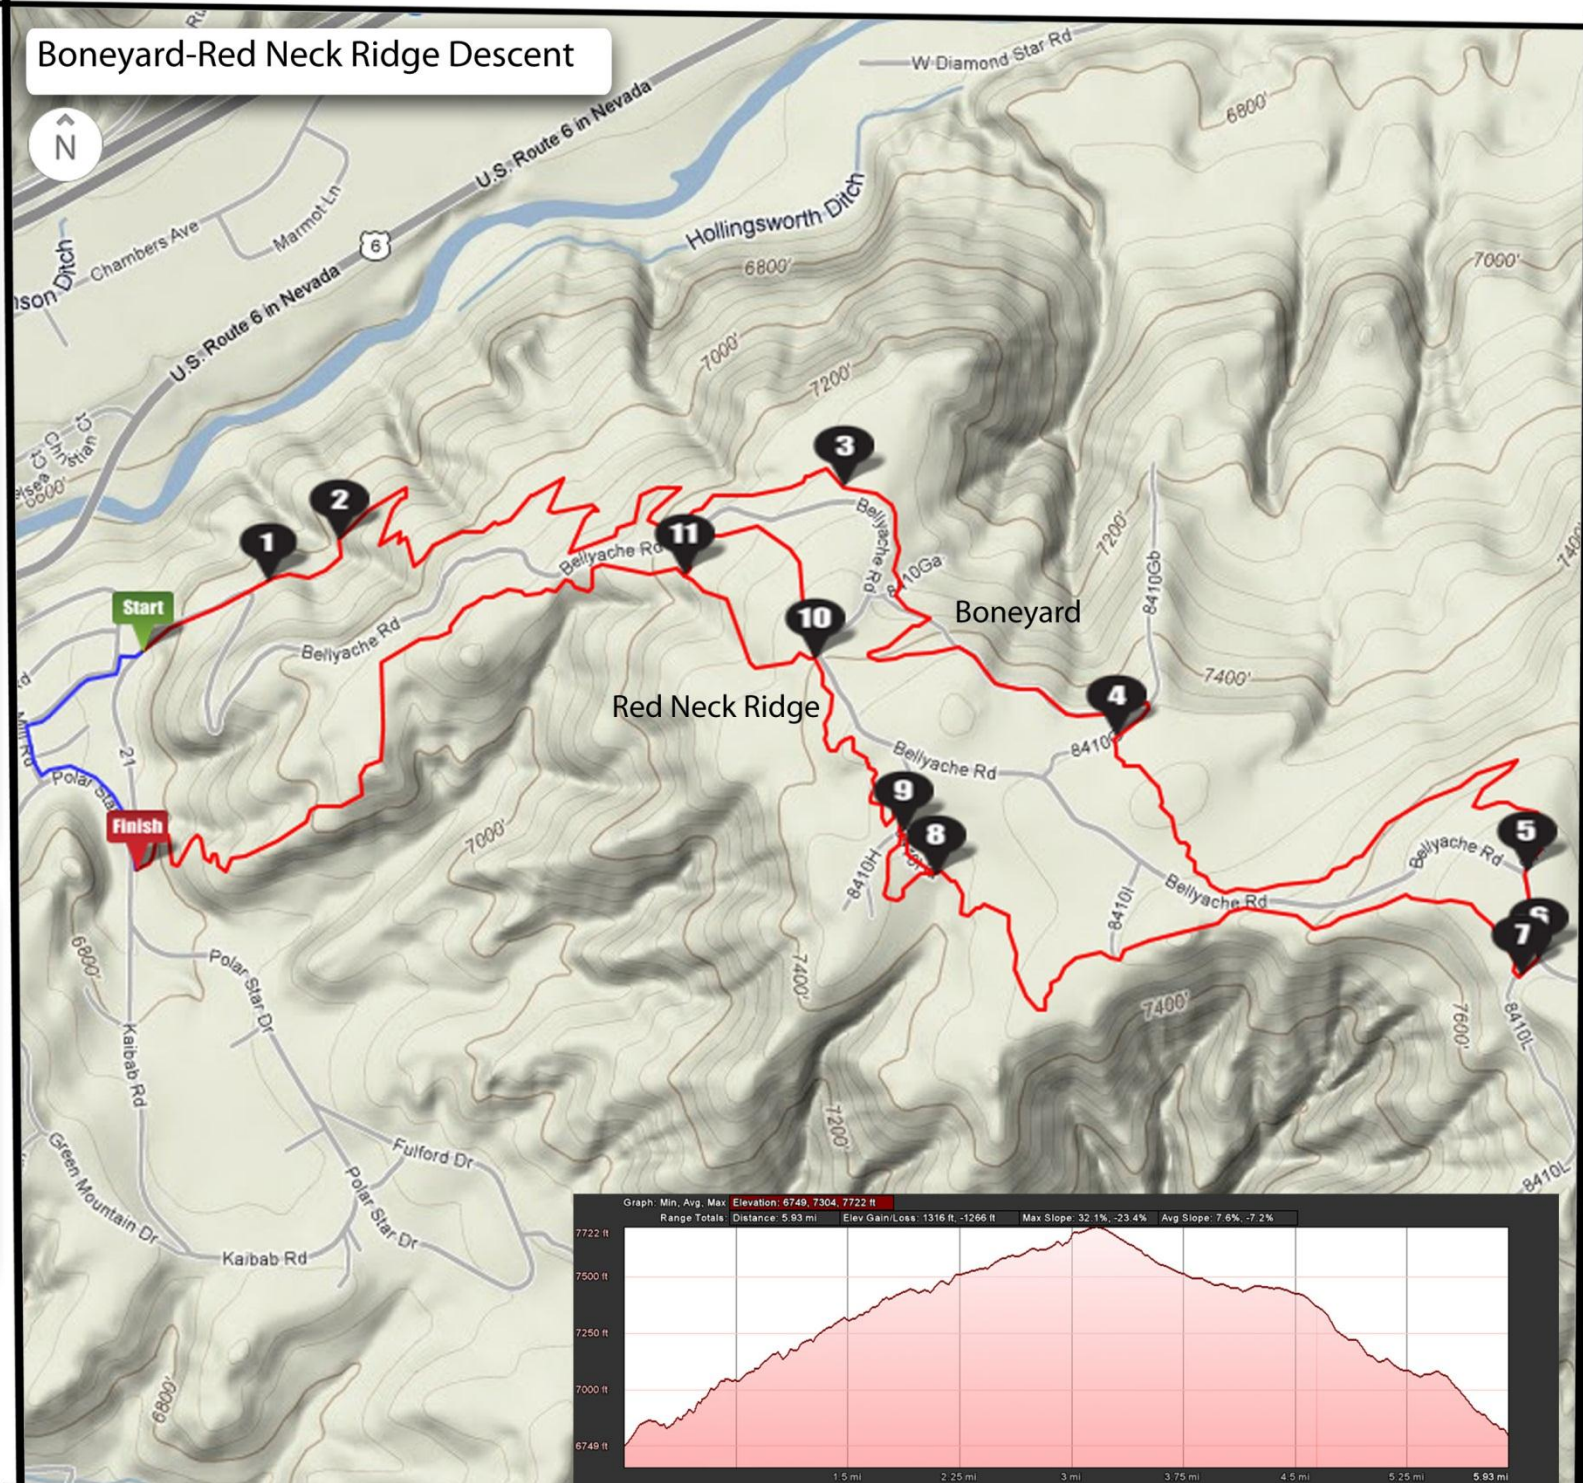 Boneyard-Red Neck Ridge Descent
N
W Diamond Star Rd
6800'
U.S. Route 6 in Nevada
Marmot Ln
Chambers Ave
6
Hollingsworth Ditch
6800'
7000'
Ditch
U.S. Route 6 in Nevada
7000'
7200'
3
2
1
11
Bellyache Rd
Bellyache Rd
7200'
8410Gb
Start
10
Boneyard
Bellyache Rd
7400'
4
Red Neck Ridge
21
Bellyache Rd
9
8
5
Polar
Finish
7000'
8410H
Bellyache Rd
Bellyache Rd
8410I
6
7
6800'
Polar Star Dr
7400'
7400'
7600'
8410L
Kaibab Rd
7200'
Fulford Dr
Green Mountain Dr
Polar Star Dr
8410L
Kaibab Rd
6800'
Graph: Min, Avg, Max Elevation: 6749, 7304, 7722 ft
Range Totals: Distance: 5.93 mi Elev Gain/Loss: 1316 ft, -1266 ft Max Slope: 32.1%, -23.4% Avg Slope: 7.6%, -7.2%
7722 ft
7500 ft
7250 ft
7000 ft
6749 ft
1.5 mi 2.25 mi 3 mi 3.75 mi 4.5 mi 5.25 mi 5.93 mi